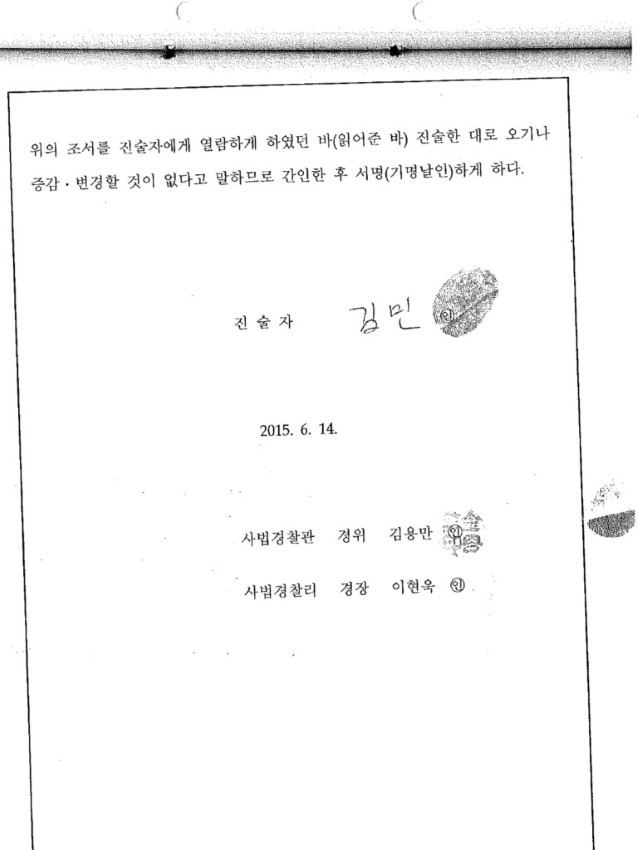 위의 조서를 진술자에게 열람하게 하였던 바(읽어준 바) 진술한 대로 오기나
증감·변경할 것이 없다고 말하므로 간인한 후 서명(기명날인)하게 하다.
진 술 자 김민 ㊞
2015. 6. 14.
사법경찰관 경위 김용만 ㊞
사법경찰리 경장 이현욱 ㊞